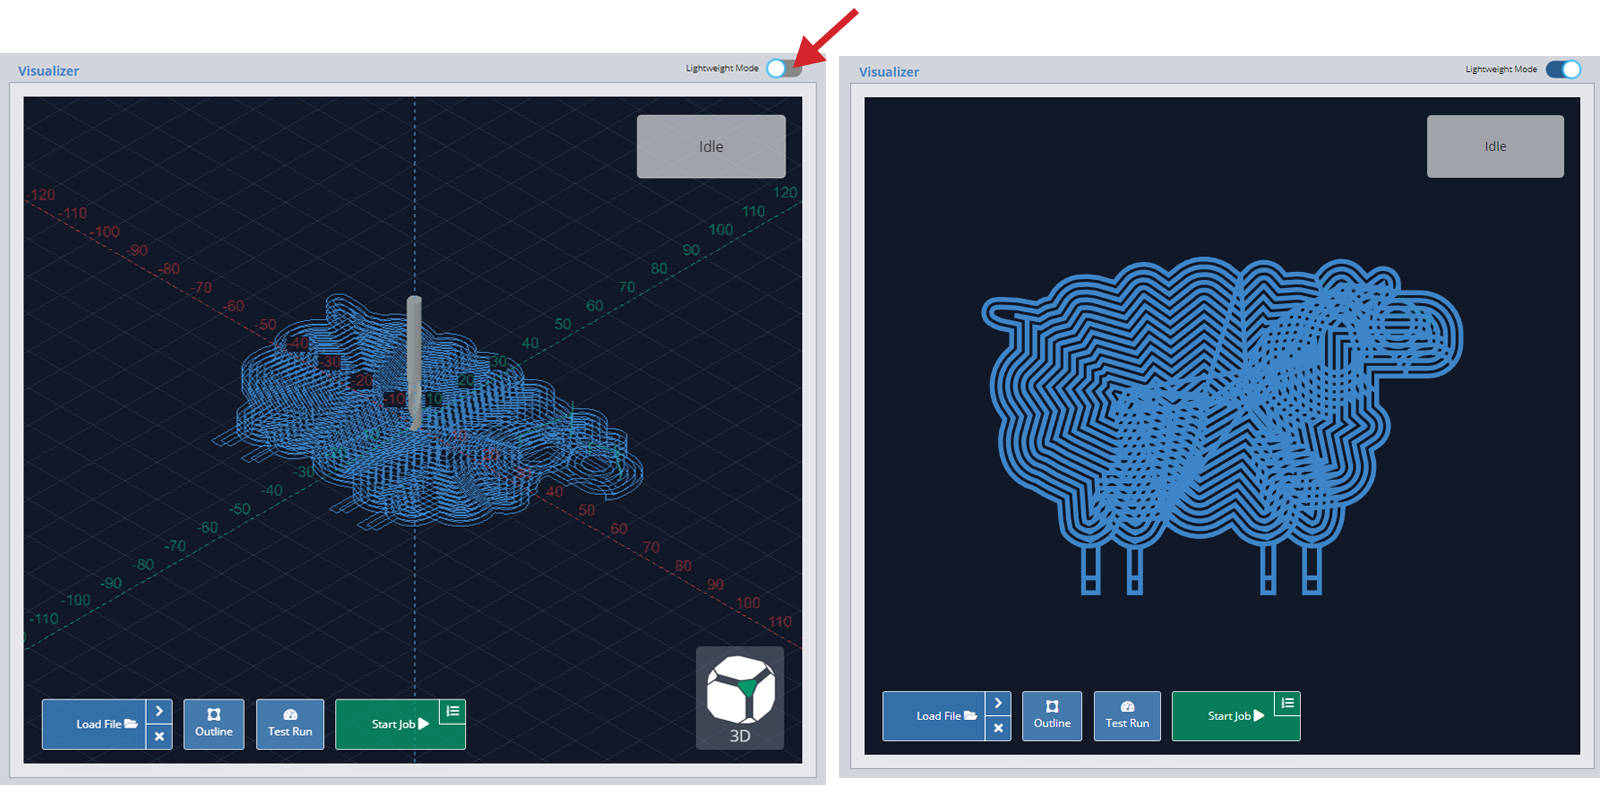 Visualizer
Lightweight Mode
Idle
-120
-110
-100
-90
-80
-70
-60
-50
-40
-30
-20
-10
120
110
100
90
80
70
60
50
40
30
20
10
-30
-40
-50
-60
-70
-80
-90
-100
-110
40
50
60
70
80
90
100
110
3D
Load File
Outline
Test Run
Start Job
Visualizer
Lightweight Mode
Idle
Load File
Outline
Test Run
Start Job